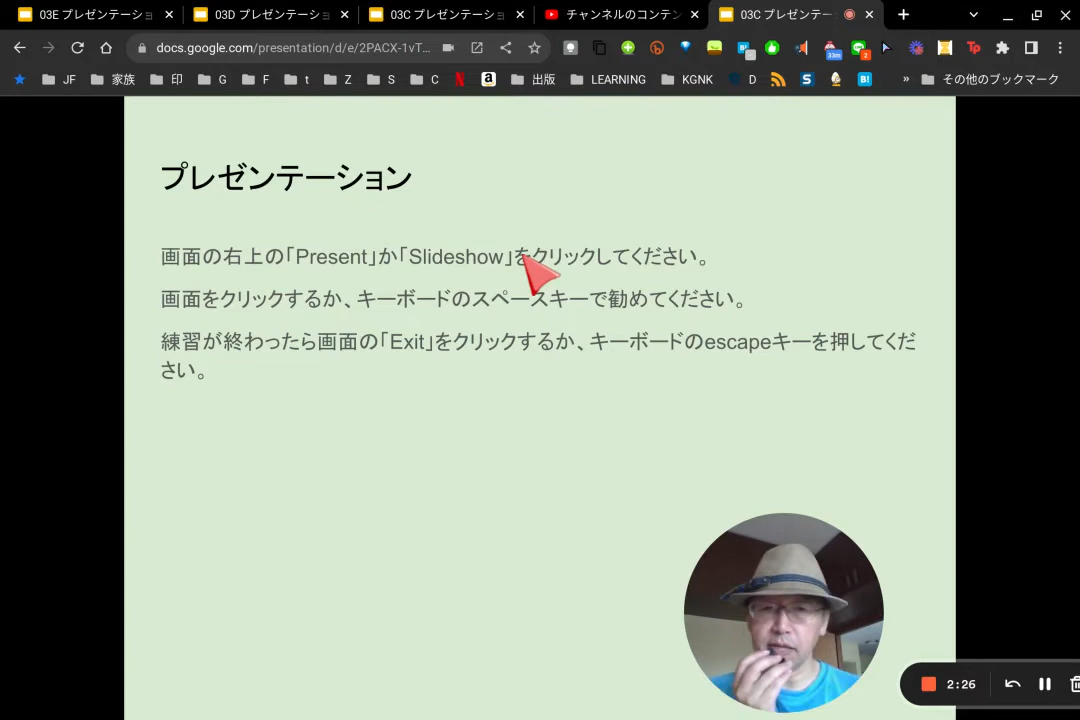 03E プレゼンテーショ
03D プレゼンテーショ
03C プレゼンテーショ
チャンネルのコンテン
03C プレゼンテー
docs.google.com/presentation/d/e/2PACX-1vT...
33m
2
JF
家族
印
G
F
t
Z
S
C
N
a
出版
LEARNING
KGNK
D
S
B!
»
その他のブックマーク
プレゼンテーション
画面の右上の「Present」か「Slideshow」をクリックしてください。
画面をクリックするか、キーボードのスペースキーで勧めてください。
練習が終わったら画面の「Exit」をクリックするか、キーボードのescapeキーを押してくだ
さい。
2:26